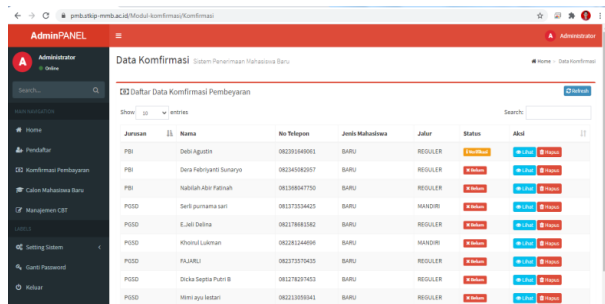 pmb.stkip-mmb.ac.id/Modul-komfirmasi/Komfirmasi
AdminPANEL
A Administrator
A
Administrator
Online
Data Komfirmasi Sistem Penerimaan Mahasiswa Baru
Home > Data Komfirmasi
Search...
Daftar Data Komfirmasi Pembeyaran
Refresh
MAIN NAVIGATION
Show 10 entries
Search:
Home
Pendaftar
Komfirmasi Pembayaran
Calon Mahasiswa Baru
Manajemen CBT
LABELS
Setting Sistem
Ganti Password
Keluar
Jurusan Nama No Telepon Jenis Mahasiswa Jalur Status Aksi
PBI Debi Agustin 082391649001 BARU REGULER Verifikasi Lihat Hapus
PBI Dera Febriyanti Sunaryo 082345082957 BARU REGULER Belum Lihat Hapus
PBI Nabilah Abir Fatinah 081368047750 BARU REGULER Belum Lihat Hapus
PGSD Serli purnama sari 081373534425 BARU MANDIRI Belum Lihat Hapus
PGSD E.Jeli Delina 082178681582 BARU REGULER Belum Lihat Hapus
PGSD Khoirul Lukman 082281244696 BARU MANDIRI Belum Lihat Hapus
PGSD FAJARLI 082373570435 BARU REGULER Belum Lihat Hapus
PGSD Dicka Septia Putri B 081278297453 BARU REGULER Belum Lihat Hapus
PGSD Mimi ayu lestari 082213059341 BARU REGULER Belum Lihat Hapus